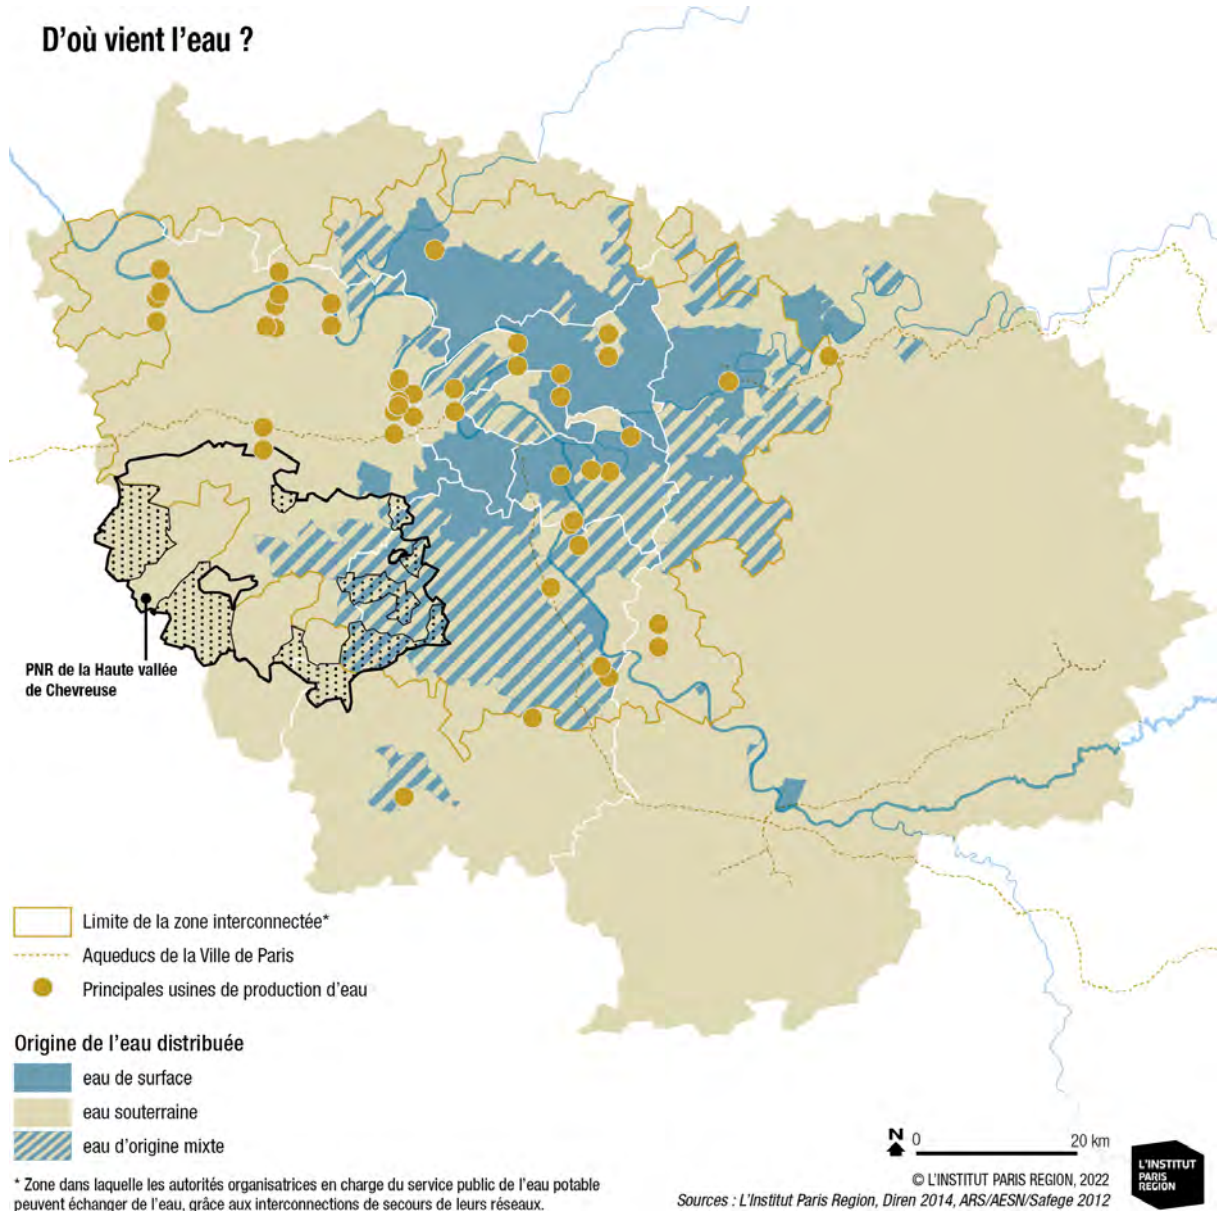 D'où vient l'eau ?
PNR de la Haute vallée
de Chevreuse
Limite de la zone interconnectée*
Aqueducs de la Ville de Paris
Principales usines de production d'eau
Origine de l'eau distribuée
eau de surface
eau souterraine
eau d'origine mixte
* Zone dans laquelle les autorités organisatrices en charge du service public de l'eau potable
peuvent échanger de l'eau, grâce aux interconnections de secours de leurs réseaux.
N
0
20 km
© L'INSTITUT PARIS REGION, 2022
Sources : L'Institut Paris Region, Diren 2014, ARS/AESN/Safege 2012
L'INSTITUT
PARIS
REGION